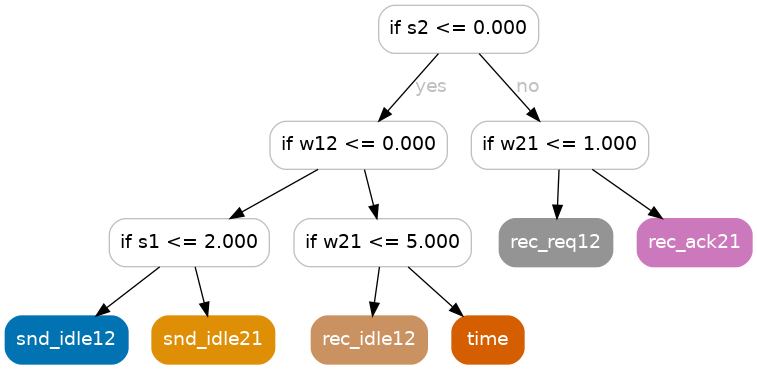 if s2 <= 0.000
yes
no
if w12 <= 0.000
if w21 <= 1.000
if s1 <= 2.000
if w21 <= 5.000
rec_req12
rec_ack21
snd_idle12
snd_idle21
rec_idle12
time